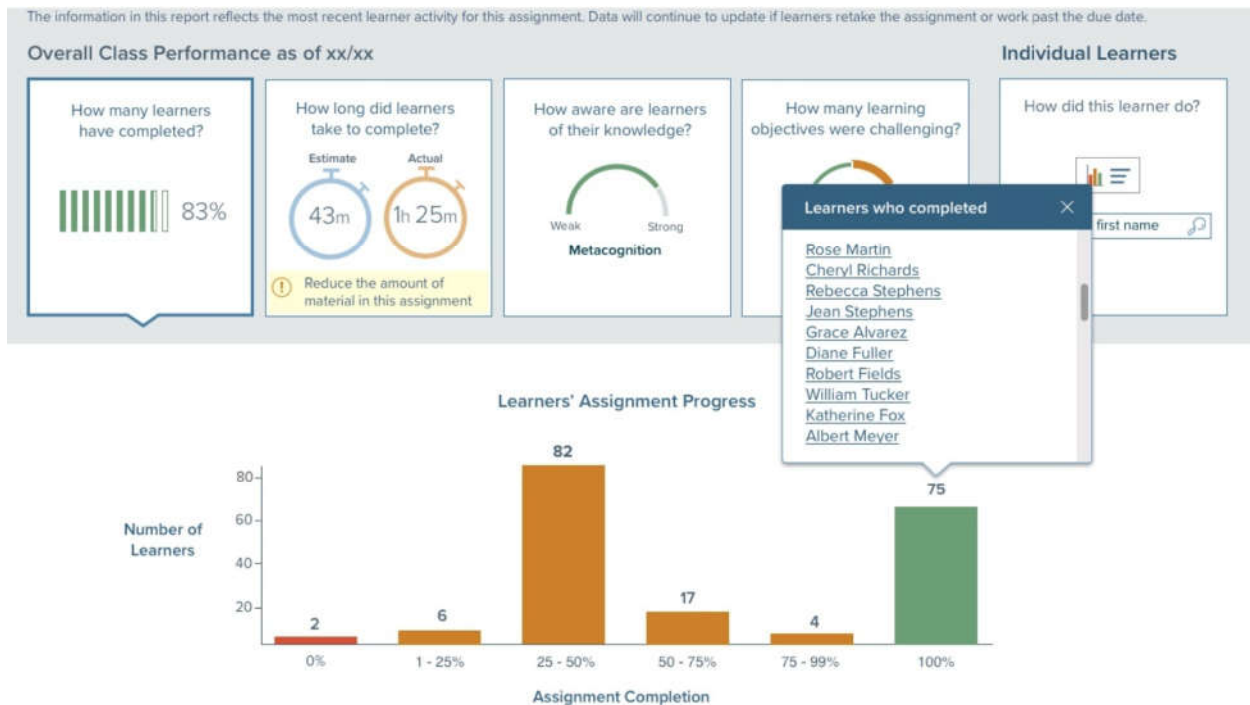 The information in this report reflects the most recent learner activity for this assignment. Data will continue to update if learners retake the assignment or work past the due date.
Overall Class Performance as of xx/xx
Individual Learners
How many learners
have completed?
83%
How long did learners
take to complete?
Estimate
Actual
43m
1h 25m
Reduce the amount of
material in this assignment
How aware are learners
of their knowledge?
Weak
Strong
Metacognition
How many learning
objectives were challenging?
How did this learner do?
first name
Learners who completed
Rose Martin
Cheryl Richards
Rebecca Stephens
Jean Stephens
Grace Alvarez
Diane Fuller
Robert Fields
William Tucker
Katherine Fox
Albert Meyer
Learners' Assignment Progress
Number of
Learners
80
60
40
20
2
6
82
17
4
75
0%
1 - 25%
25 - 50%
50 - 75%
75 - 99%
100%
Assignment Completion